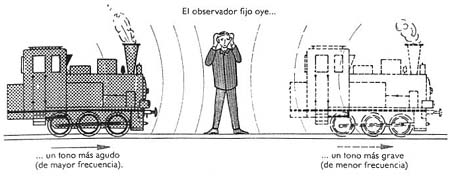 El observador fijo oye...
... un tono más agudo
(de mayor frecuencia).
... un tono más grave
(de menor frecuencia)